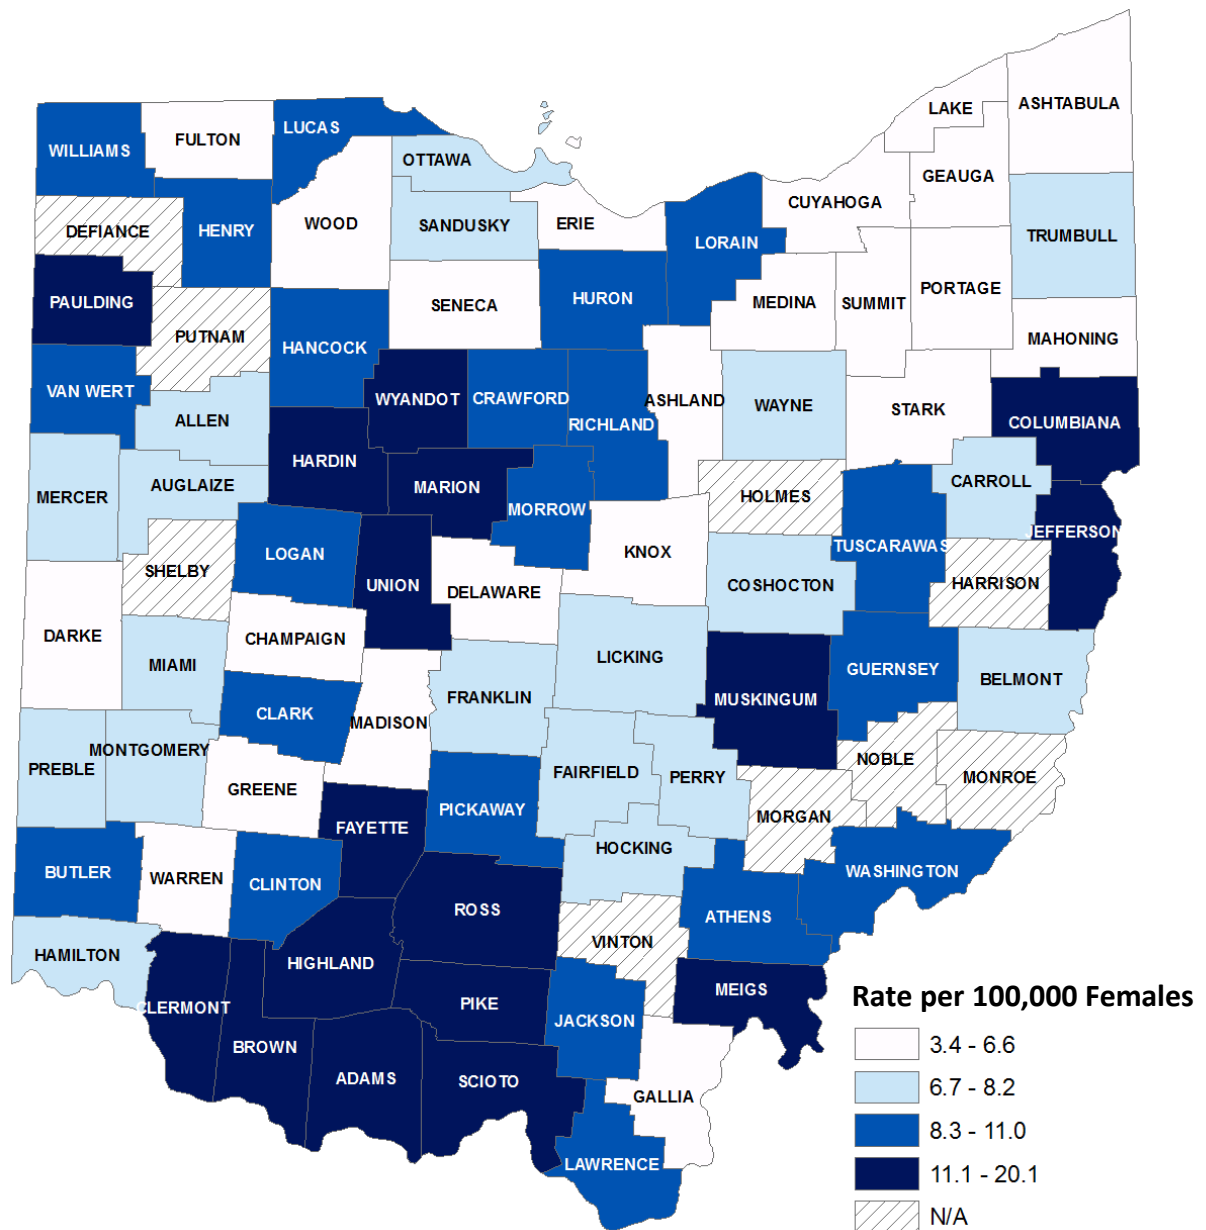 LAKE
ASHTABULA
FULTON
LUCAS
WILLIAMS
OTTAWA
GEAUGA
CUYAHOGA
DEFIANCE
HENRY
WOOD
SANDUSKY
ERIE
LORAIN
TRUMBULL
PAULDING
SENECA
HURON
MEDINA
SUMMIT
PORTAGE
PUTNAM
HANCOCK
MAHONING
VAN WERT
WYANDOT
CRAWFORD
RICHLAND
ASHLAND
WAYNE
STARK
COLUMBIANA
ALLEN
HARDIN
MARION
MERCER
AUGLAIZE
MORROW
HOLMES
CARROLL
JEFFERSON
LOGAN
KNOX
TUSCARAWAS
SHELBY
UNION
DELAWARE
COSHOCTON
HARRISON
DARKE
CHAMPAIGN
MIAMI
LICKING
GUERNSEY
BELMONT
CLARK
MADISON
FRANKLIN
MUSKINGUM
PREBLE
MONTGOMERY
GREENE
FAIRFIELD
PERRY
NOBLE
MONROE
PICKAWAY
FAYETTE
MORGAN
HOCKING
BUTLER
WARREN
CLINTON
WASHINGTON
ROSS
ATHENS
HAMILTON
HIGHLAND
VINTON
CLERMONT
PIKE
JACKSON
MEIGS
BROWN
ADAMS
SCIOTO
GALLIA
LAWRENCE
Rate per 100,000 Females
3.4 - 6.6
6.7 - 8.2
8.3 - 11.0
11.1 - 20.1
N/A